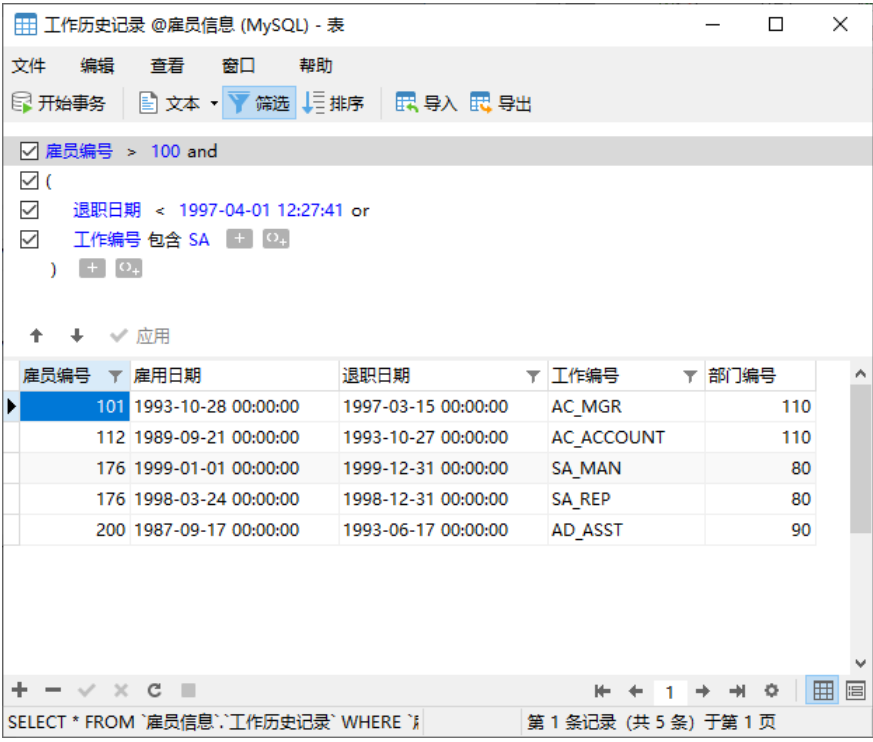 工作历史记录 @雇员信息 (MySQL) - 表
文件 编辑 查看 窗口 帮助
开始事务 文本 筛选 排序 导入 导出
雇员编号 > 100 and
(
退职日期 < 1997-04-01 12:27:41 or
工作编号 包含 SA
)
应用
雇员编号 雇用日期 退职日期 工作编号 部门编号
101 1993-10-28 00:00:00 1997-03-15 00:00:00 AC_MGR 110
112 1989-09-21 00:00:00 1993-10-27 00:00:00 AC_ACCOUNT 110
176 1999-01-01 00:00:00 1999-12-31 00:00:00 SA_MAN 80
176 1998-03-24 00:00:00 1998-12-31 00:00:00 SA_REP 80
200 1987-09-17 00:00:00 1993-06-17 00:00:00 AD_ASST 90
1
SELECT * FROM `雇员信息`.`工作历史记录` WHERE ` 第 1 条记录 (共 5 条) 于第 1 页